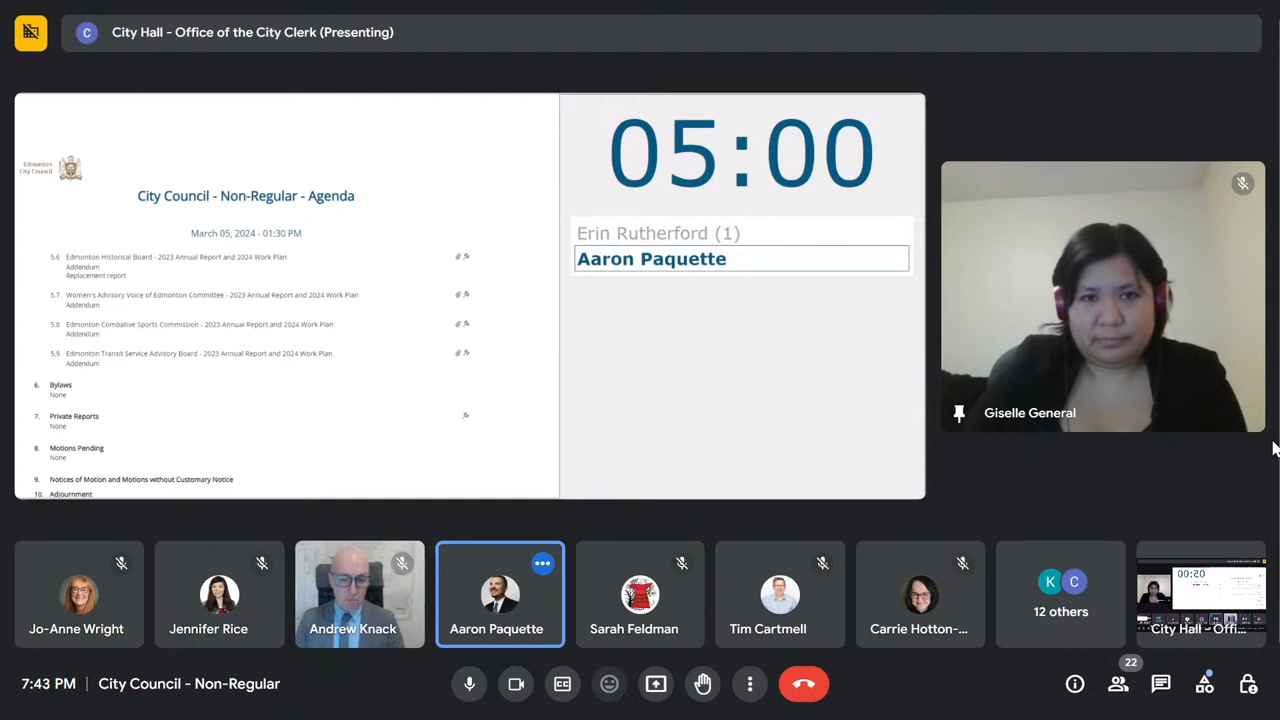 C
City Hall - Office of the City Clerk (Presenting)
Edmonton
City Council
City Council - Non-Regular - Agenda
March 05, 2024 - 01:30 PM
5.6 Edmonton Historical Board - 2023 Annual Report and 2024 Work Plan
Addendum
Replacement report
5.7 Women's Advisory Voice of Edmonton Committee - 2023 Annual Report and 2024 Work Plan
Addendum
5.8 Edmonton Combative Sports Commission - 2023 Annual Report and 2024 Work Plan
Addendum
5.9 Edmonton Transit Service Advisory Board - 2023 Annual Report and 2024 Work Plan
Addendum
6. Bylaws
None
7. Private Reports
None
8. Motions Pending
None
9. Notices of Motion and Motions without Customary Notice
10. Adjournment
05:00
Erin Rutherford (1)
Aaron Paquette
Giselle General
Jo-Anne Wright
Jennifer Rice
Andrew Knack
Aaron Paquette
Sarah Feldman
Tim Cartmell
Carrie Hotton-...
K C
12 others
00:50
City Hall - Offi...
7:43 PM | City Council - Non-Regular
CC
22